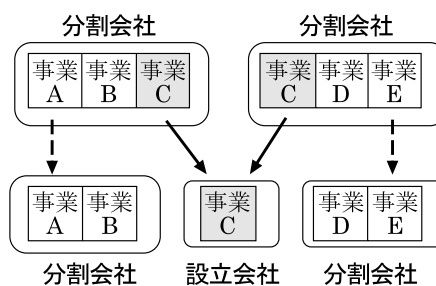 分割会社
分割会社
事業 事業 事業
A B C
事業 事業 事業
C D E
事業 事業
A B
事業
C
事業 事業
D E
分割会社
設立会社
分割会社